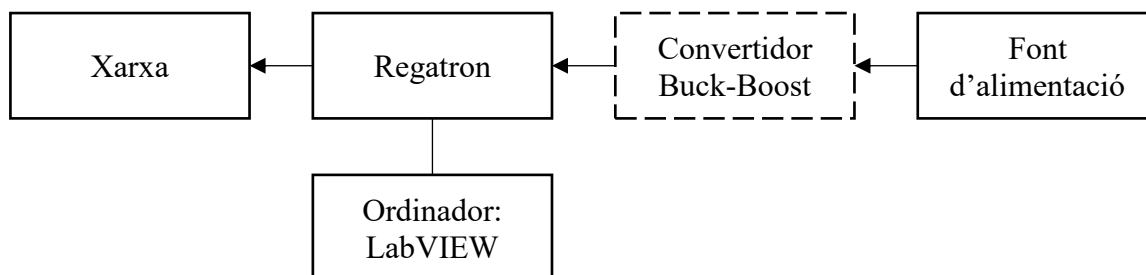 Xarxa
Regatron
Convertidor
Buck-Boost
Font
d’alimentació
Ordinador:
LabVIEW